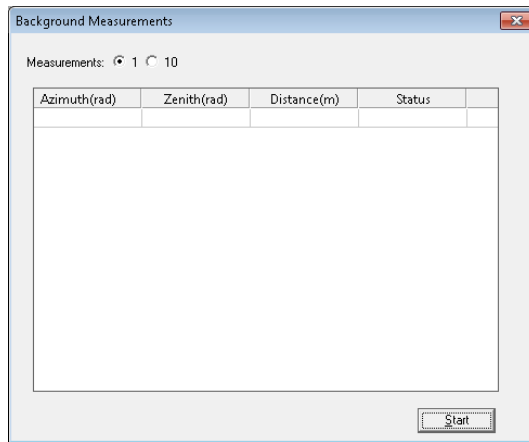 Background Measurements
Measurements: 1 10
Azimuth(rad) Zenith(rad) Distance(m) Status
Start